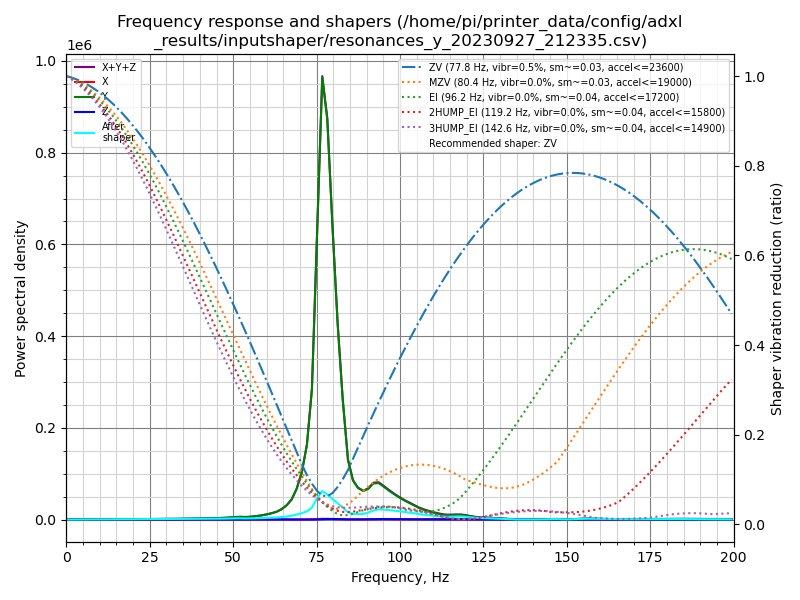 Frequency response and shapers (/home/pi/printer_data/config/adxl
_results/inputshaper/resonances_y_20230927_212335.csv)
1e6
X+Y+Z
X
Y
Z
After
shaper
ZV (77.8 Hz, vibr=0.5%, sm~=0.03, accel<=23600)
MZV (80.4 Hz, vibr=0.0%, sm~=0.03, accel<=19000)
EI (96.2 Hz, vibr=0.0%, sm~=0.04, accel<=17200)
2HUMP_EI (119.2 Hz, vibr=0.0%, sm~=0.04, accel<=15800)
3HUMP_EI (142.6 Hz, vibr=0.0%, sm~=0.04, accel<=14900)
Recommended shaper: ZV
Power spectral density
1.0
0.8
0.6
0.4
0.2
0.0
1.0
0.8
0.6
0.4
0.2
0.0
Shaper vibration reduction (ratio)
0 25 50 75 100 125 150 175 200
Frequency, Hz